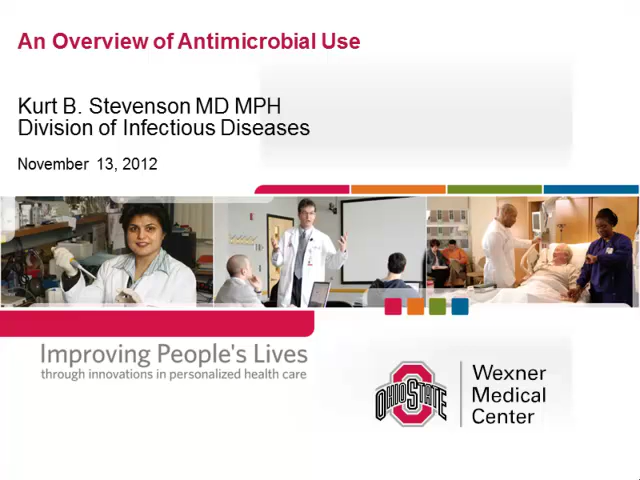 An Overview of Antimicrobial Use
Kurt B. Stevenson MD MPH
Division of Infectious Diseases
November 13, 2012
Improving People's Lives
through innovations in personalized health care
OHIO STATE
Wexner
Medical
Center